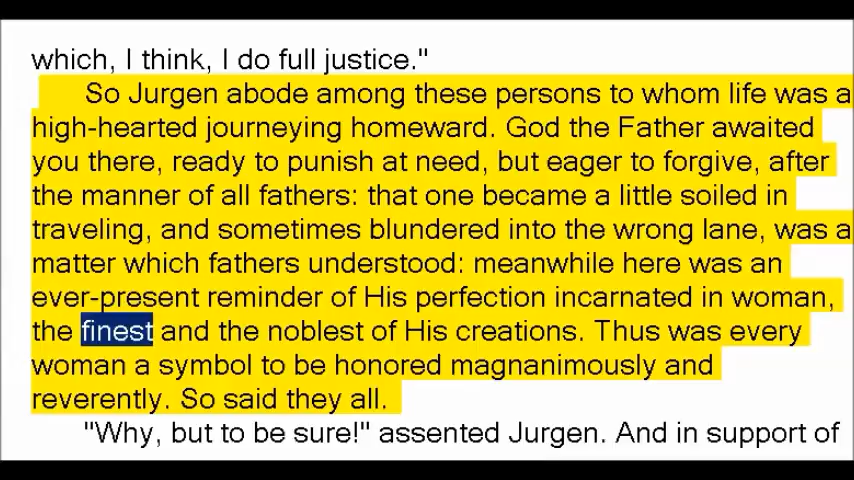 which, I think, I do full justice."
So Jurgen abode among these persons to whom life was a
high-hearted journeying homeward. God the Father awaited
you there, ready to punish at need, but eager to forgive, after
the manner of all fathers: that one became a little soiled in
traveling, and sometimes blundered into the wrong lane, was a
matter which fathers understood: meanwhile here was an
ever-present reminder of His perfection incarnated in woman,
the finest and the noblest of His creations. Thus was every
woman a symbol to be honored magnanimously and
reverently. So said they all.
"Why, but to be sure!" assented Jurgen. And in support of